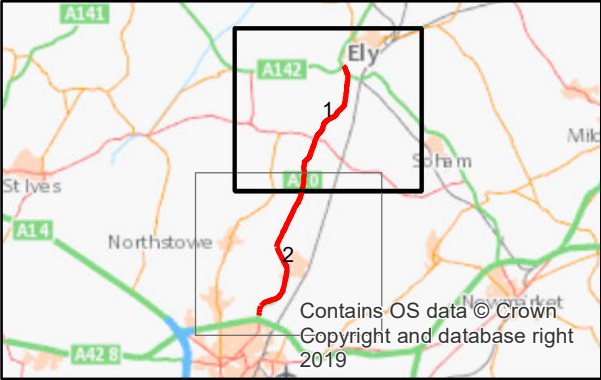 A141
Ely
A142
1
Soham
St Ives
A14
Northstowe
2
Newmarket
Contains OS data © Crown
Copyright and database right
2019
A428